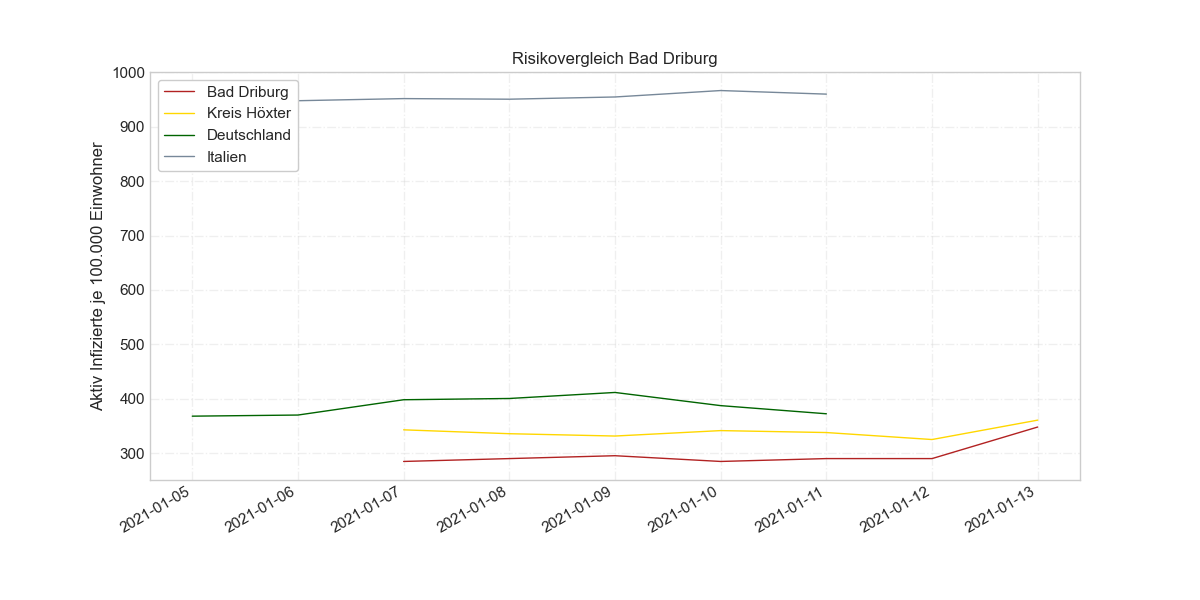 Risikovergleich Bad Driburg
Aktiv Infizierte je 100.000 Einwohner
1000
900
800
700
600
500
400
300
Bad Driburg
Kreis Höxter
Deutschland
Italien
2021-01-05
2021-01-06
2021-01-07
2021-01-08
2021-01-09
2021-01-10
2021-01-11
2021-01-12
2021-01-13